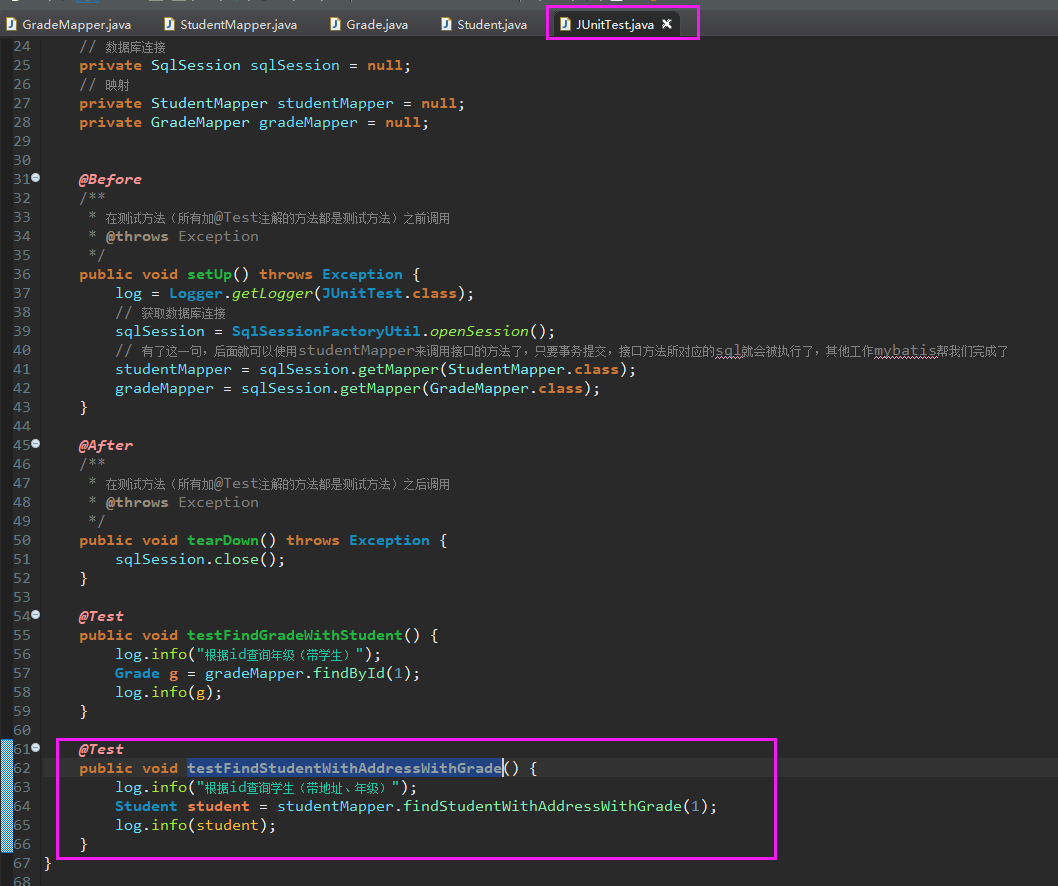 GradeMapper.java StudentMapper.java Grade.java Student.java JUnitTest.java
24 // 数据库连接
25 private SqlSession sqlSession = null;
26 // 映射
27 private StudentMapper studentMapper = null;
28 private GradeMapper gradeMapper = null;
29
30
31 @Before
32 /**
33 * 在测试方法（所有加@Test注解的方法都是测试方法）之前调用
34 * @throws Exception
35 */
36 public void setUp() throws Exception {
37 log = Logger.getLogger(JUnitTest.class);
38 // 获取数据库连接
39 sqlSession = SqlSessionFactoryUtil.openSession();
40 // 有了这一句，后面就可以使用studentMapper来调用接口的方法了，只要事务提交，接口方法所对应的sql就会被执行了，其他工作mybatis帮我们完成了
41 studentMapper = sqlSession.getMapper(StudentMapper.class);
42 gradeMapper = sqlSession.getMapper(GradeMapper.class);
43 }
44
45 @After
46 /**
47 * 在测试方法（所有加@Test注解的方法都是测试方法）之后调用
48 * @throws Exception
49 */
50 public void tearDown() throws Exception {
51 sqlSession.close();
52 }
53
54 @Test
55 public void testFindGradeWithStudent() {
56 log.info("根据id查询年级（带学生）");
57 Grade g = gradeMapper.findById(1);
58 log.info(g);
59 }
60
61 @Test
62 public void testFindStudentWithAddressWithGrade() {
63 log.info("根据id查询学生（带地址、年级）");
64 Student student = studentMapper.findStudentWithAddressWithGrade(1);
65 log.info(student);
66 }
67 }
68